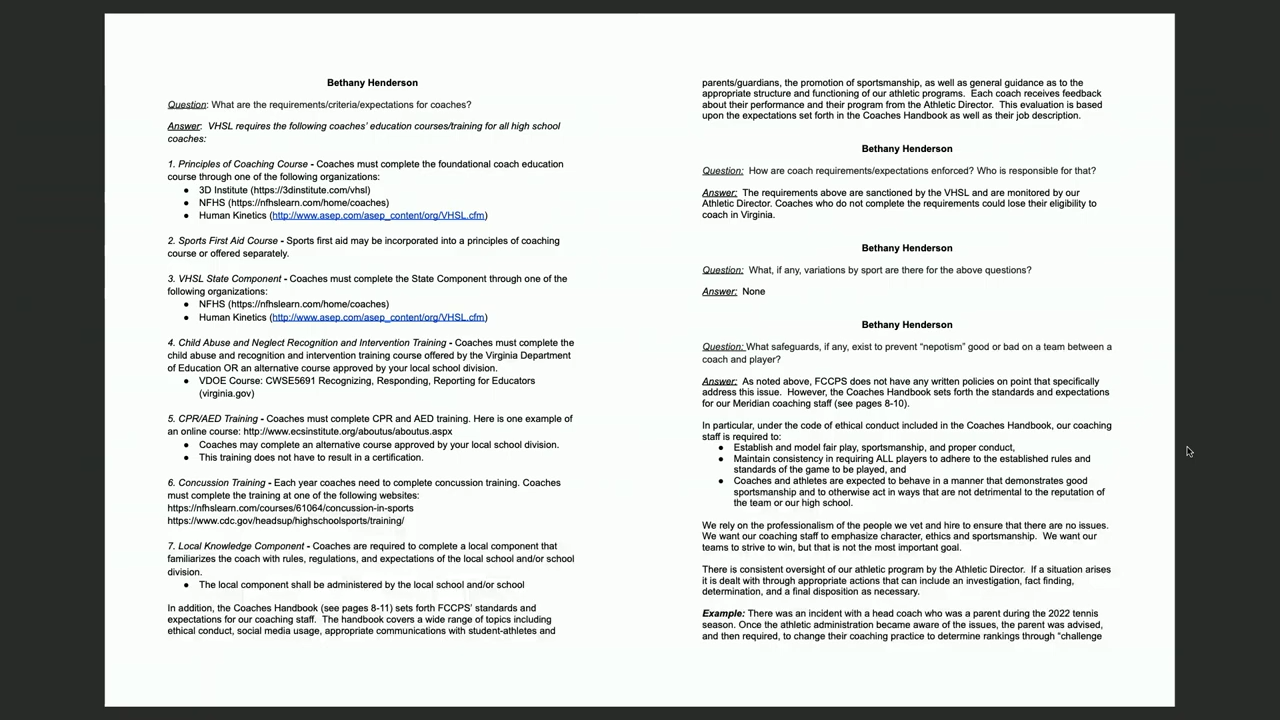 Bethany Henderson
Question: What are the requirements/criteria/expectations for coaches?
Answer: VHSL requires the following coaches' education courses/training for all high school
coaches:
1. Principles of Coaching Course - Coaches must complete the foundational coach education
course through one of the following organizations:
● 3D Institute (https://3dinstitute.com/vhsl)
● NFHS (https://nfhslearn.com/home/coaches)
● Human Kinetics (http://www.asep.com/asep_content/org/VHSL.cfm)
2. Sports First Aid Course - Sports first aid may be incorporated into a principles of coaching
course or offered separately.
3. VHSL State Component - Coaches must complete the State Component through one of the
following organizations:
● NFHS (https://nfhslearn.com/home/coaches)
● Human Kinetics (http://www.asep.com/asep_content/org/VHSL.cfm)
4. Child Abuse and Neglect Recognition and Intervention Training - Coaches must complete the
child abuse and recognition and intervention training course offered by the Virginia Department
of Education OR an alternative course approved by your local school division.
● VDOE Course: CWSE5691 Recognizing, Responding, Reporting for Educators
(virginia.gov)
5. CPR/AED Training - Coaches must complete CPR and AED training. Here is one example of
an online course: http://www.ecsinstitute.org/aboutus/aboutus.aspx
● Coaches may complete an alternative course approved by your local school division.
● This training does not have to result in a certification.
6. Concussion Training - Each year coaches need to complete concussion training. Coaches
must complete the training at one of the following websites:
https://nfhslearn.com/courses/61064/concussion-in-sports
https://www.cdc.gov/headsup/highschoolsports/training/
7. Local Knowledge Component - Coaches are required to complete a local component that
familiarizes the coach with rules, regulations, and expectations of the local school and/or school
division.
● The local component shall be administered by the local school and/or school
In addition, the Coaches Handbook (see pages 8-11) sets forth FCCPS' standards and
expectations for our coaching staff. The handbook covers a wide range of topics including
ethical conduct, social media usage, appropriate communications with student-athletes and
parents/guardians, the promotion of sportsmanship, as well as general guidance as to the
appropriate structure and functioning of our athletic programs. Each coach receives feedback
about their performance and their program from the Athletic Director. This evaluation is based
upon the expectations set forth in the Coaches Handbook as well as their job description.
Bethany Henderson
Question: How are coach requirements/expectations enforced? Who is responsible for that?
Answer: The requirements above are sanctioned by the VHSL and are monitored by our
Athletic Director. Coaches who do not complete the requirements could lose their eligibility to
coach in Virginia.
Bethany Henderson
Question: What, if any, variations by sport are there for the above questions?
Answer: None
Bethany Henderson
Question: What safeguards, if any, exist to prevent "nepotism" good or bad on a team between a
coach and player?
Answer: As noted above, FCCPS does not have any written policies on point that specifically
address this issue. However, the Coaches Handbook sets forth the standards and expectations
for our Meridian coaching staff (see pages 8-10).
In particular, under the code of ethical conduct included in the Coaches Handbook, our coaching
staff is required to:
● Establish and model fair play, sportsmanship, and proper conduct,
● Maintain consistency in requiring ALL players to adhere to the established rules and
standards of the game to be played, and
● Coaches and athletes are expected to behave in a manner that demonstrates good
sportsmanship and to otherwise act in ways that are not detrimental to the reputation of
the team or our high school.
We rely on the professionalism of the people we vet and hire to ensure that there are no issues.
We want our coaching staff to emphasize character, ethics and sportsmanship. We want our
teams to strive to win, but that is not the most important goal.
There is consistent oversight of our athletic program by the Athletic Director. If a situation arises
it is dealt with through appropriate actions that can include an investigation, fact finding,
determination, and a final disposition as necessary.
Example: There was an incident with a head coach who was a parent during the 2022 tennis
season. Once the athletic administration became aware of the issues, the parent was advised,
and then required, to change their coaching practice to determine rankings through "challenge